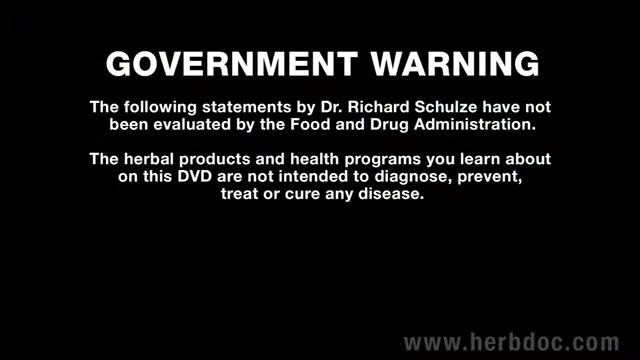 GOVERNMENT WARNING
The following statements by Dr. Richard Schulze have not
been evaluated by the Food and Drug Administration.
The herbal products and health programs you learn about
on this DVD are not intended to diagnose, prevent,
treat or cure any disease.
www.herbdoc.com